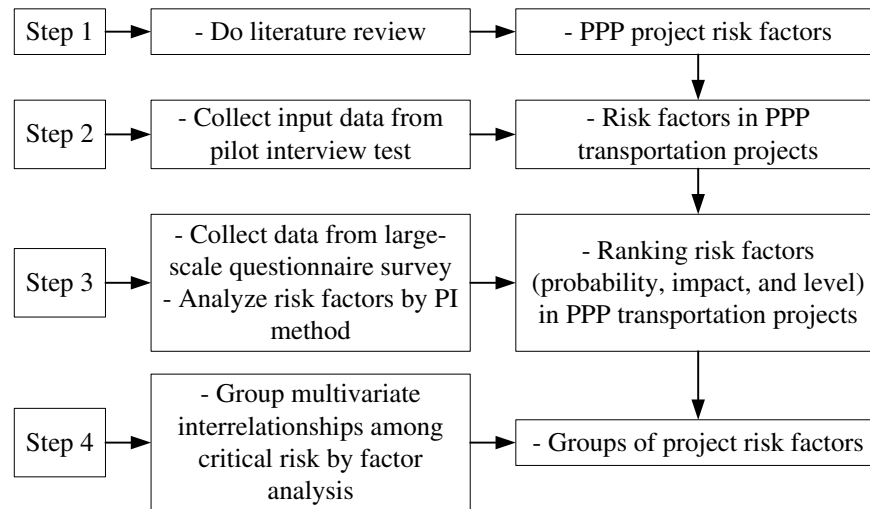 Step 1
- Do literature review
- PPP project risk factors
Step 2
- Collect input data from
pilot interview test
- Risk factors in PPP
transportation projects
Step 3
- Collect data from large-
scale questionnaire survey
- Analyze risk factors by PI
method
- Ranking risk factors
(probability, impact, and level)
in PPP transportation projects
Step 4
- Group multivariate
interrelationships among
critical risk by factor
analysis
- Groups of project risk factors